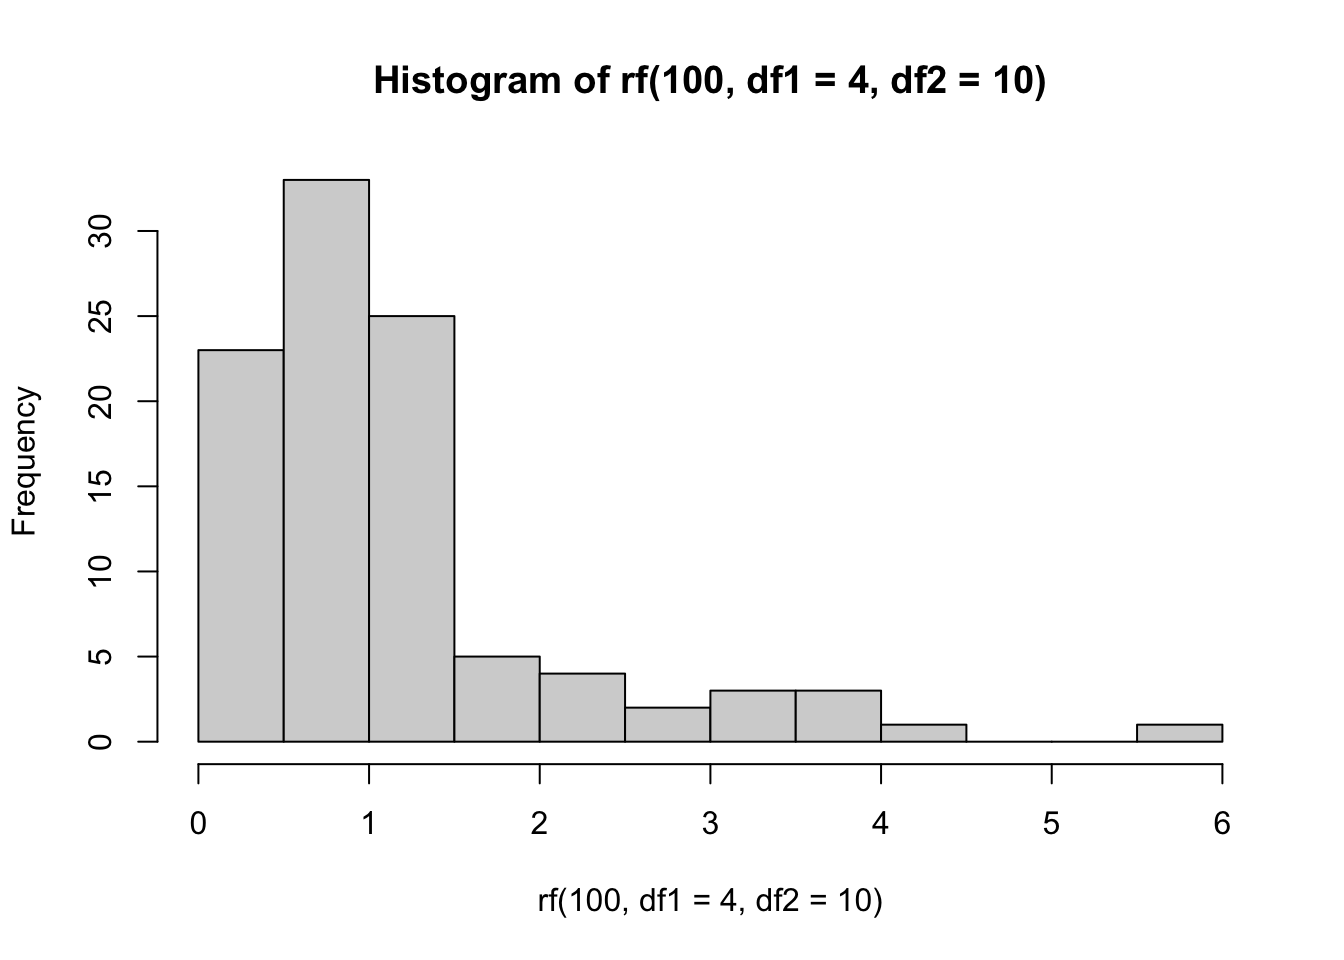 Histogram of rf(100, df1 = 4, df2 = 10)
Frequency
30
25
20
15
10
5
0
0 1 2 3 4 5 6
rf(100, df1 = 4, df2 = 10)